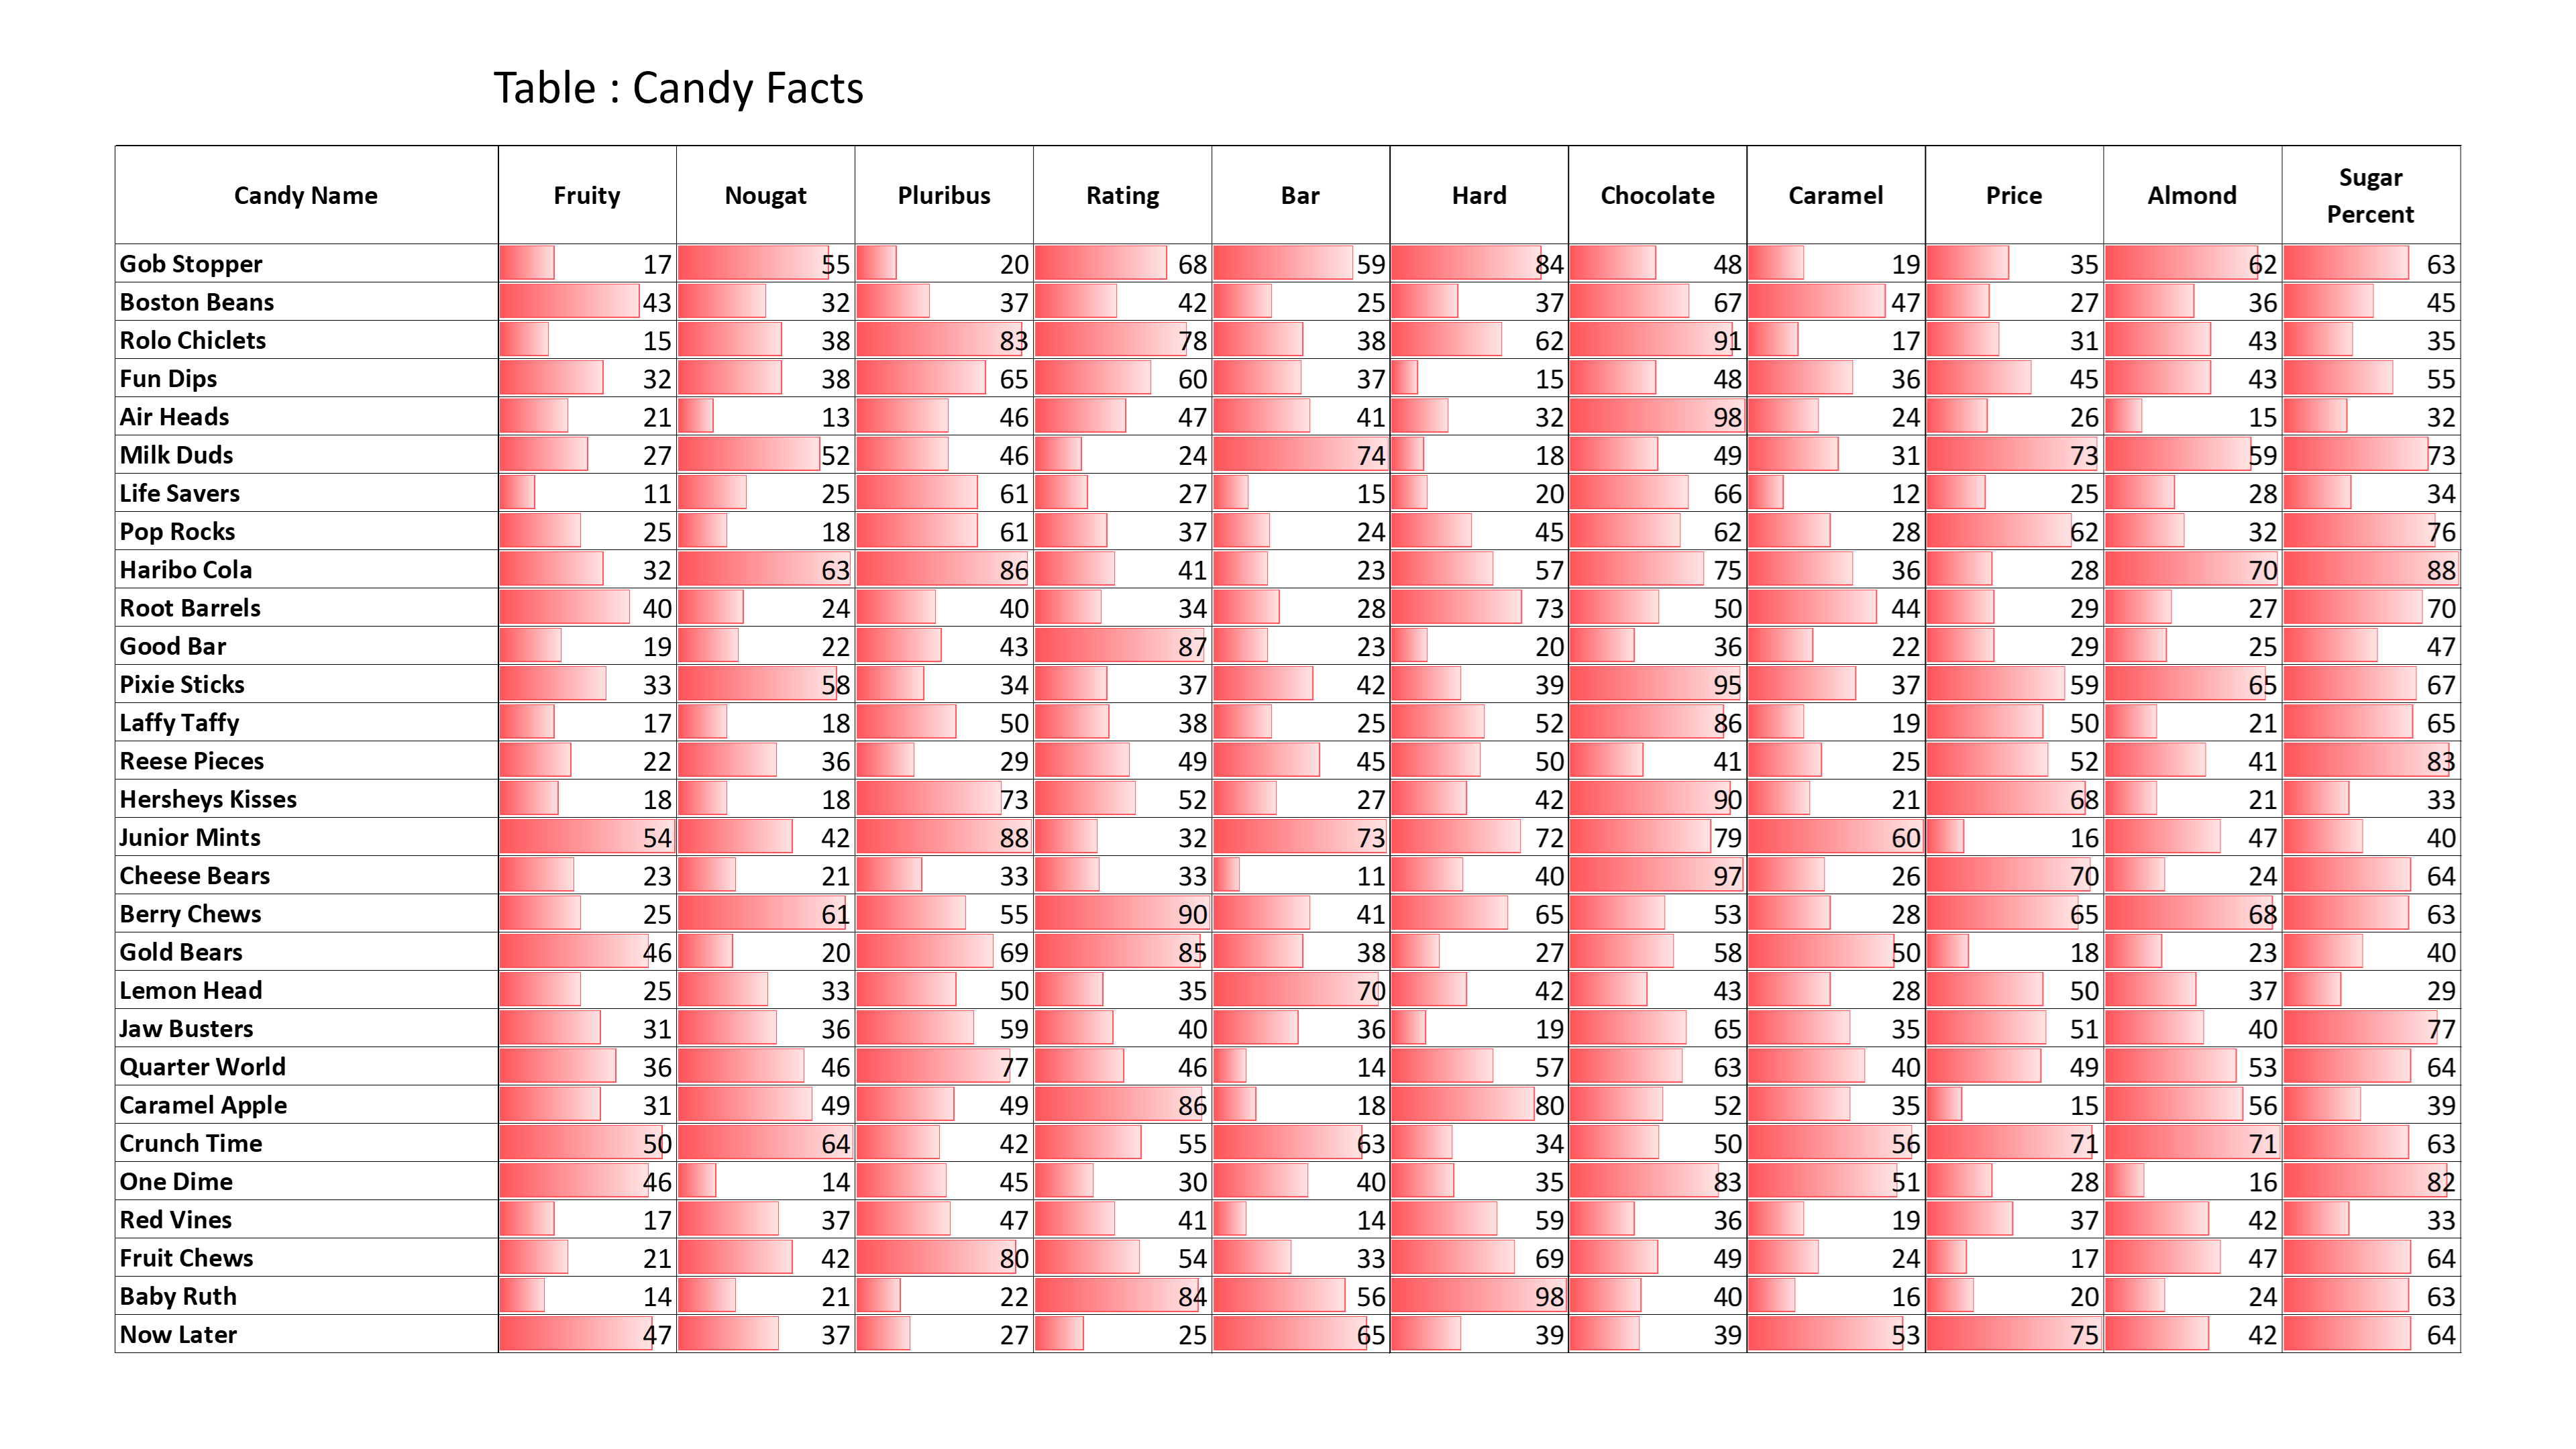 Table : Candy Facts
Candy Name Fruity Nougat Pluribus Rating Bar Hard Chocolate Caramel Price Almond Sugar Percent
Gob Stopper 17 55 20 68 59 84 48 19 35 62 63
Boston Beans 43 32 37 42 25 37 67 47 27 36 45
Rolo Chiclets 15 38 83 78 38 62 91 17 31 43 35
Fun Dips 32 38 65 60 37 15 48 36 45 43 55
Air Heads 21 13 46 47 41 32 98 24 26 15 32
Milk Duds 27 52 46 24 74 18 49 31 73 59 73
Life Savers 11 25 61 27 15 20 66 12 25 28 34
Pop Rocks 25 18 61 37 24 45 62 28 62 32 76
Haribo Cola 32 63 86 41 23 57 75 36 28 70 88
Root Barrels 40 24 40 34 28 73 50 44 29 27 70
Good Bar 19 22 43 87 23 20 36 22 29 25 47
Pixie Sticks 33 58 34 37 42 39 95 37 59 65 67
Laffy Taffy 17 18 50 38 25 52 86 19 50 21 65
Reese Pieces 22 36 29 49 45 50 41 25 52 41 83
Hersheys Kisses 18 18 73 52 27 42 90 21 68 21 33
Junior Mints 54 42 88 32 73 72 79 60 16 47 40
Cheese Bears 23 21 33 33 11 40 97 26 70 24 64
Berry Chews 25 61 55 90 41 65 53 28 65 68 63
Gold Bears 46 20 69 85 38 27 58 50 18 23 40
Lemon Head 25 33 50 35 70 42 43 28 50 37 29
Jaw Busters 31 36 59 40 36 19 65 35 51 40 77
Quarter World 36 46 77 46 14 57 63 40 49 53 64
Caramel Apple 31 49 49 86 18 80 52 35 15 56 39
Crunch Time 50 64 42 55 63 34 50 56 71 71 63
One Dime 46 14 45 30 40 35 83 51 28 16 82
Red Vines 17 37 47 41 14 59 36 19 37 42 33
Fruit Chews 21 42 80 54 33 69 49 24 17 47 64
Baby Ruth 14 21 22 84 56 98 40 16 20 24 63
Now Later 47 37 27 25 65 39 39 53 75 42 64